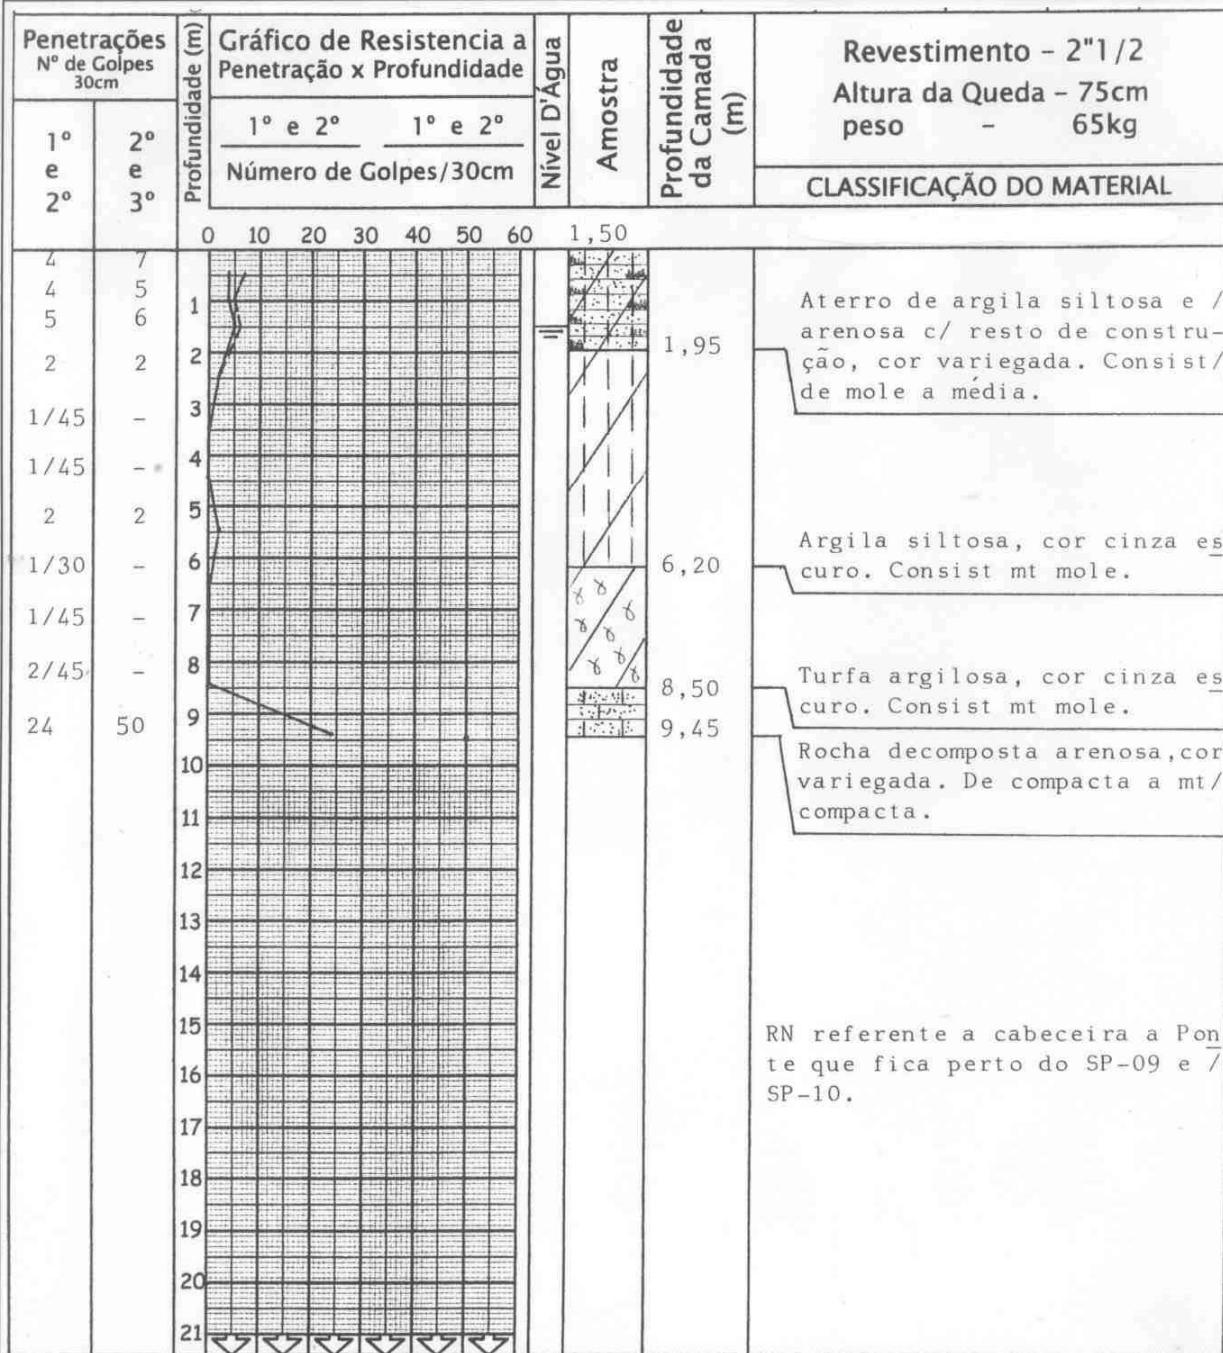 Penetrações
Nº de Golpes
30cm
1º
e
2º
2º
e
3º
Profundidade (m)
Gráfico de Resistencia a
Penetração x Profundidade
1º e 2º 1º e 2º
Número de Golpes/30cm
Nível D'Água
Amostra
Profundidade
da Camada
(m)
Revestimento - 2"1/2
Altura da Queda - 75cm
peso - 65kg
CLASSIFICAÇÃO DO MATERIAL
0 10 20 30 40 50 60
1,50
4 7
4 5
5 6
2 2
1/45 -
1/45 -
2 2
1/30 -
1/45 -
2/45 -
24 50
1
2
3
4
5
6
7
8
9
10
11
12
13
14
15
16
17
18
19
20
21
1,95
6,20
8,50
9,45
Aterro de argila siltosa e /
arenosa c/ resto de constru-
ção, cor variegada. Consist/
de mole a média.
Argila siltosa, cor cinza es
curo. Consist mt mole.
Turfa argilosa, cor cinza es
curo. Consist mt mole.
Rocha decomposta arenosa,cor
variegada. De compacta a mt/
compacta.
RN referente a cabeceira a Pon
te que fica perto do SP-09 e /
SP-10.